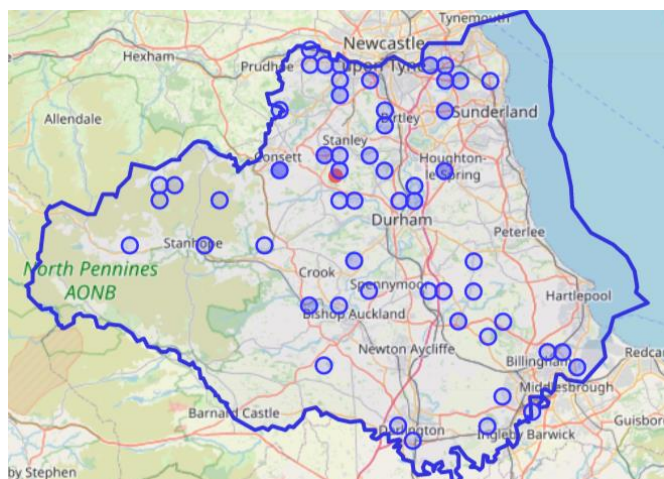 Tynemouth
Newcastle
upon Tyne
Hexham
Prudhoe
Allendale
Birtley
Sunderland
Stanley
Consett
Houghton-
le-Spring
Durham
Peterlee
Stanhope
North Pennines
AONB
Crook
Spennymoor
Hartlepool
Bishop Auckland
Newton Aycliffe
Billingham
Redcar
Middlesbrough
Barnard Castle
Guisboro
Darlington
Ingleby Barwick
by Stephen